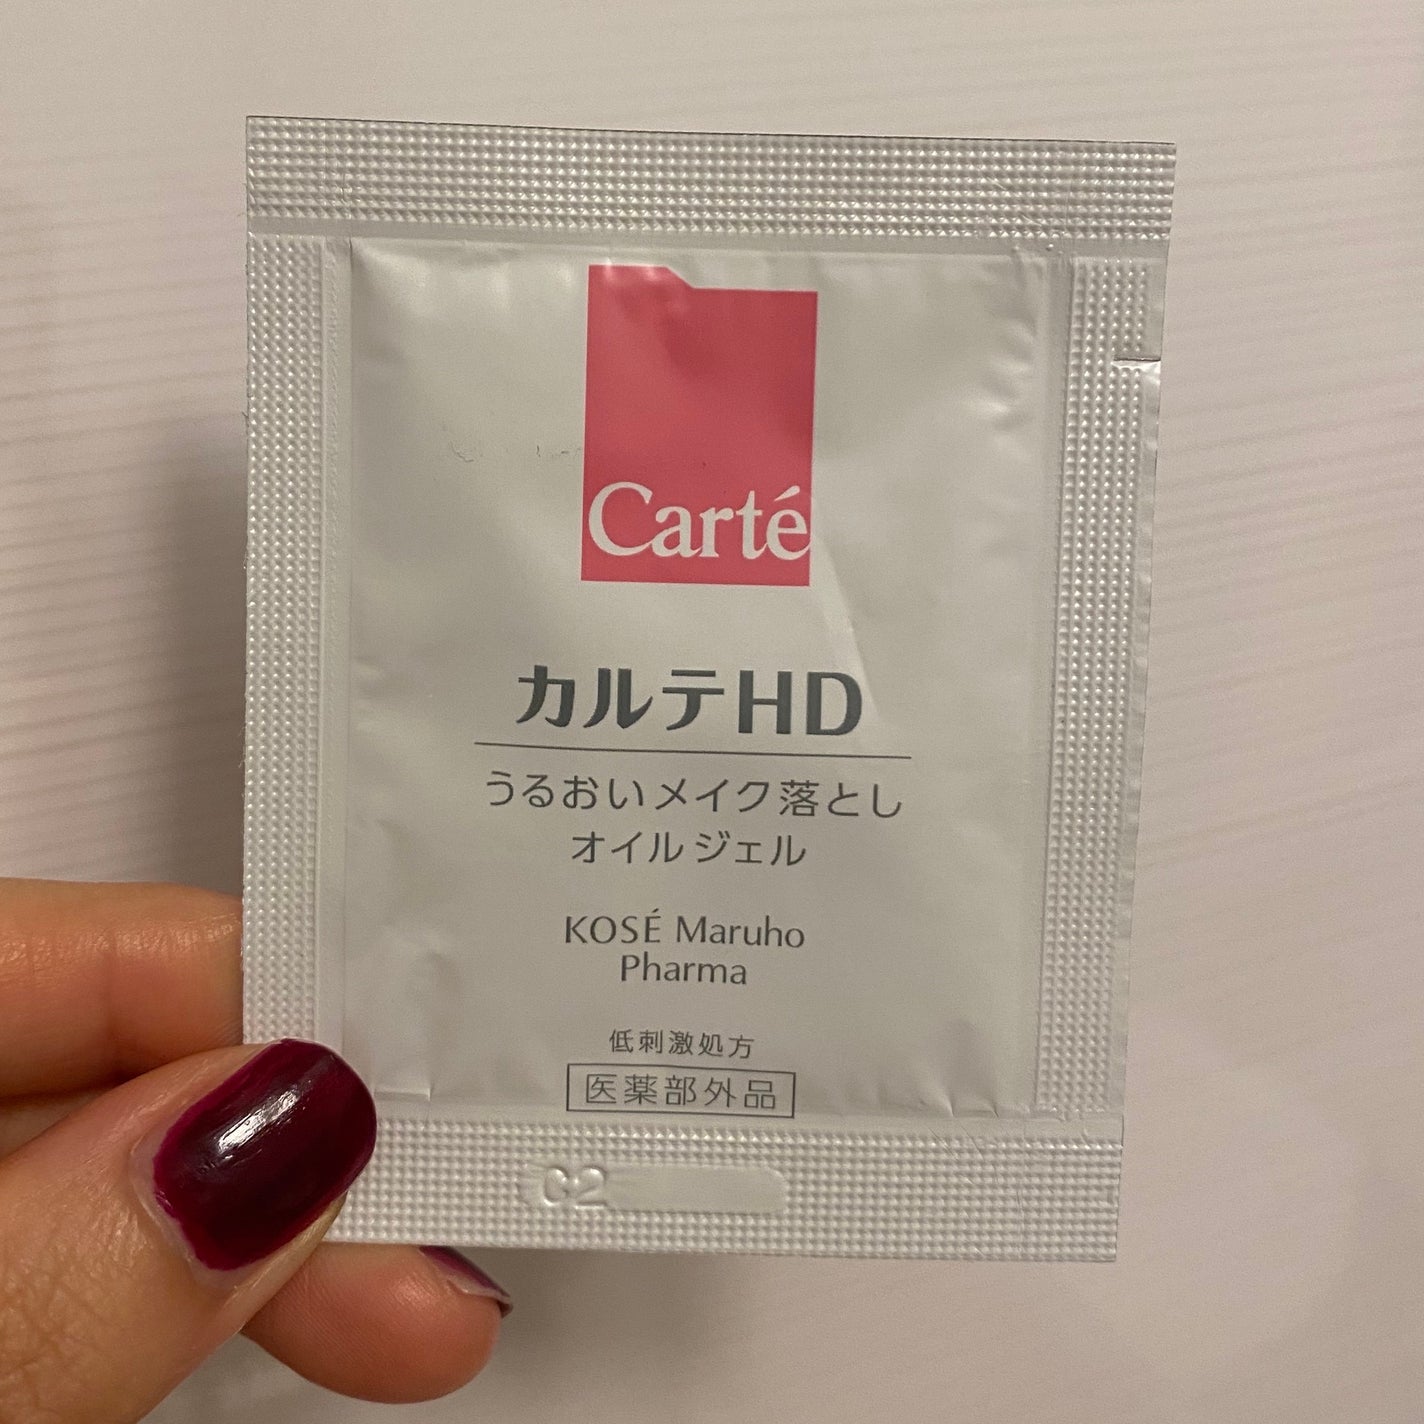 Carté
カルテHD
うるおいメイク落とし
オイルジェル
KOSÉ Maruho
Pharma
低刺激処方
医薬部外品